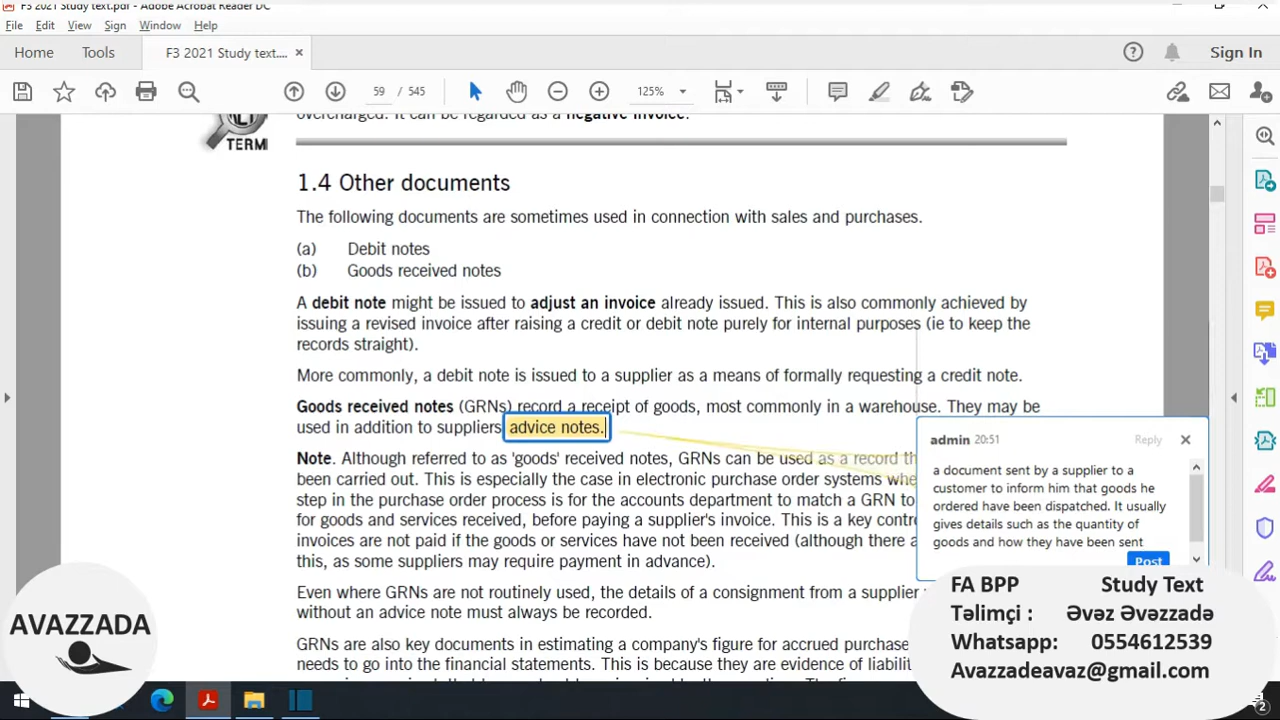 F3 2021 Study text.pdf - Adobe Acrobat Reader DC
File Edit View Sign Window Help
Home Tools F3 2021 Study text.... × Sign In
59 / 545 125%
overcharged. It can be regarded as a negative invoice.
TERM
1.4 Other documents
The following documents are sometimes used in connection with sales and purchases.
(a) Debit notes
(b) Goods received notes
A debit note might be issued to adjust an invoice already issued. This is also commonly achieved by
issuing a revised invoice after raising a credit or debit note purely for internal purposes (ie to keep the
records straight).
More commonly, a debit note is issued to a supplier as a means of formally requesting a credit note.
Goods received notes (GRNs) record a receipt of goods, most commonly in a warehouse. They may be
used in addition to suppliers advice notes.
Note. Although referred to as 'goods' received notes, GRNs can be used as a record th
been carried out. This is especially the case in electronic purchase order systems whe
step in the purchase order process is for the accounts department to match a GRN to
for goods and services received, before paying a supplier's invoice. This is a key contr
invoices are not paid if the goods or services have not been received (although there a
this, as some suppliers may require payment in advance).
Even where GRNs are not routinely used, the details of a consignment from a supplier
without an advice note must always be recorded.
GRNs are also key documents in estimating a company's figure for accrued purchase
needs to go into the financial statements. This is because they are evidence of liabilit
admin 20:51 Reply
a document sent by a supplier to a
customer to inform him that goods he
ordered have been dispatched. It usually
gives details such as the quantity of
goods and how they have been sent
Post
AVAZZADA
FA BPP Study Text
Təlimçi : Əvəz Əvəzzadə
Whatsapp: 0554612539
Avazzadeavaz@gmail.com
2